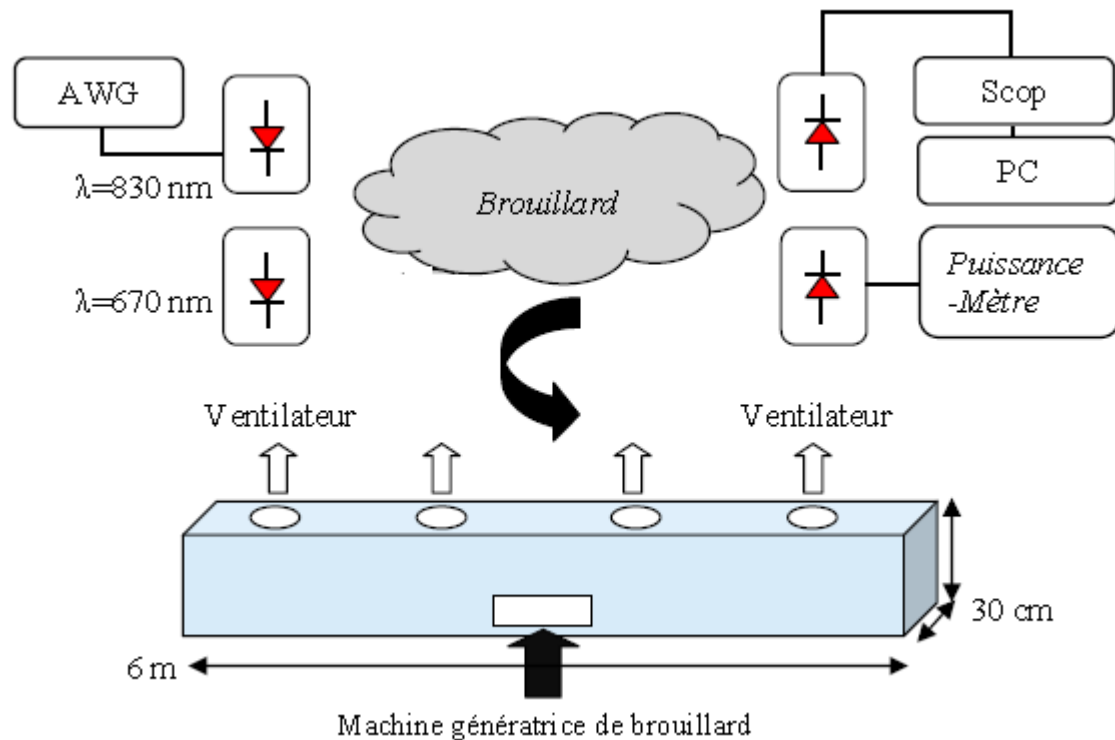 AWG
λ=830 nm
λ=670 nm
Brouillard
Scop
PC
Puissance
-Mètre
Ventilateur
Ventilateur
30 cm
6 m
Machine génératrice de brouillard